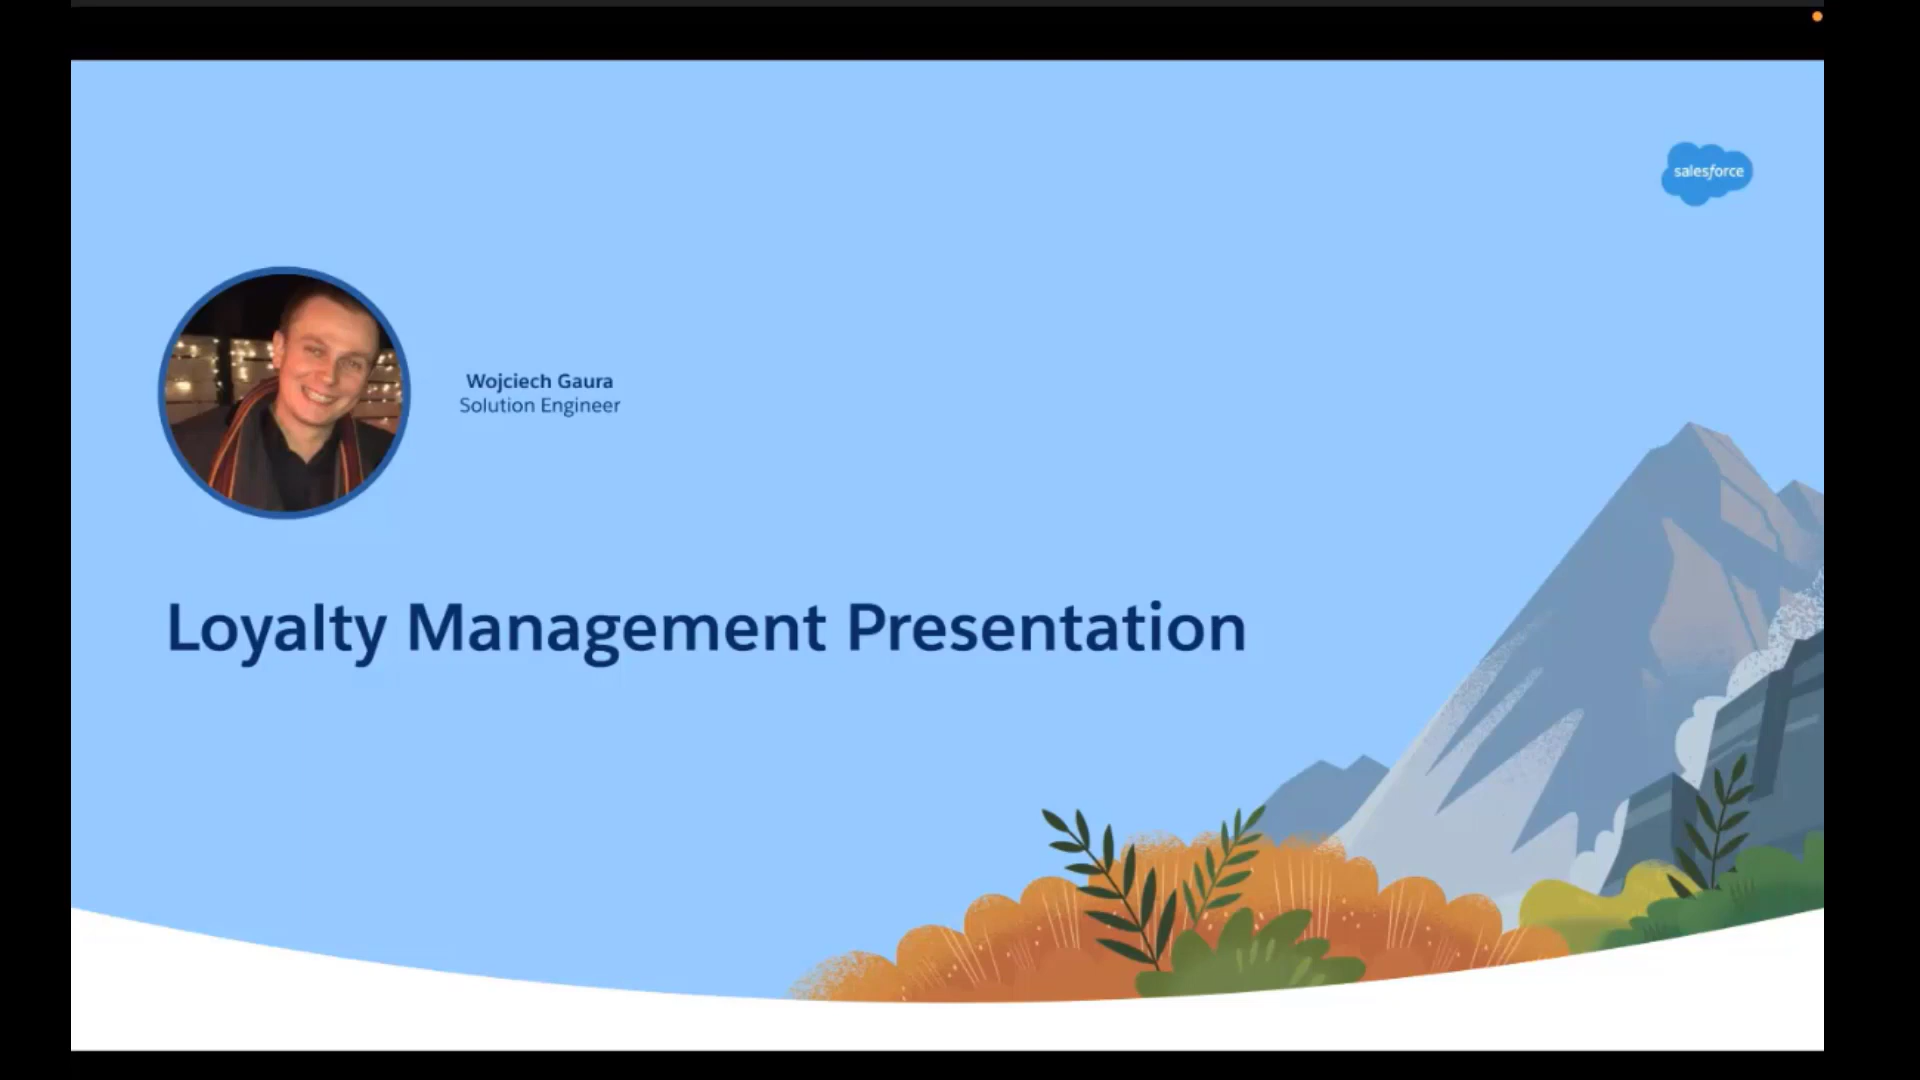 salesforce
Wojciech Gaura
Solution Engineer
Loyalty Management Presentation